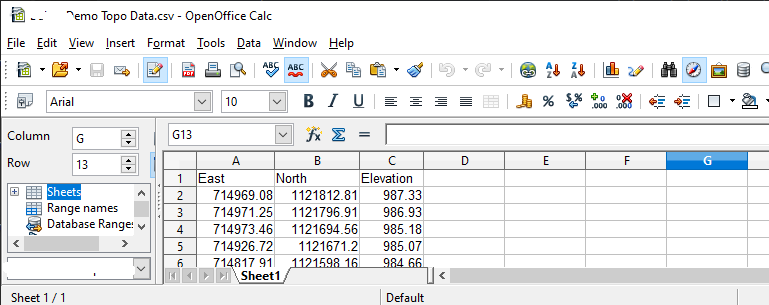 Demo Topo Data.csv - OpenOffice Calc
File Edit View Insert Format Tools Data Window Help
Arial 10 B I U
Column G
Row 13
G13
Sheets
Range names
Database Ranges
A B C D E F G
1 East North Elevation
2 714969.08 1121812.81 987.33
3 714971.25 1121796.91 986.93
4 714973.46 1121694.56 985.18
5 714926.72 1121671.2 985.07
6 714817.91 1121598.16 984.66
Sheet1
Sheet 1 / 1 Default